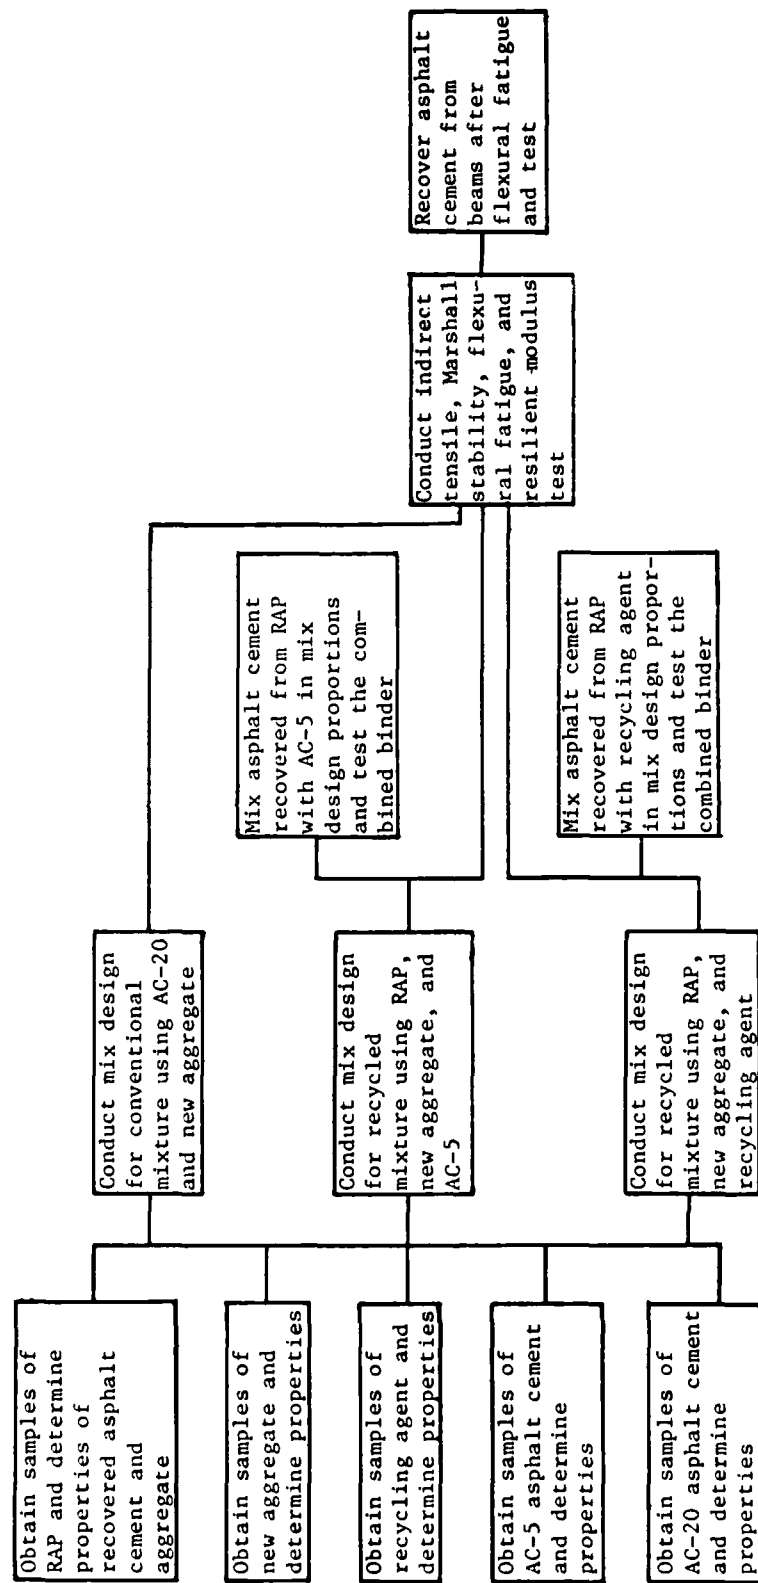 Obtain samples of
RAP and determine
properties of
recovered asphalt
cement and
aggregate
Obtain samples of
new aggregate and
determine properties
Obtain samples of
recycling agent and
determine properties
Obtain samples of
AC-5 asphalt cement
and determine
properties
Obtain samples of
AC-20 asphalt cement
and determine
properties
Conduct mix design
for conventional
mixture using AC-20
and new aggregate
Conduct mix design
for recycled
mixture using RAP,
new aggregate, and
AC-5
Conduct mix design
for recycled
mixture using RAP,
new aggregate, and
recycling agent
Mix asphalt cement
recovered from RAP
with AC-5 in mix
design proportions
and test the com-
bined binder
Mix asphalt cement
recovered from RAP
with recycling agent
in mix design propor-
tions and test the
combined binder
Conduct indirect
tensile, Marshall
stability, flexu-
ral fatigue, and
resilient modulus
test
Recover asphalt
cement from
beams after
flexural fatigue
and test